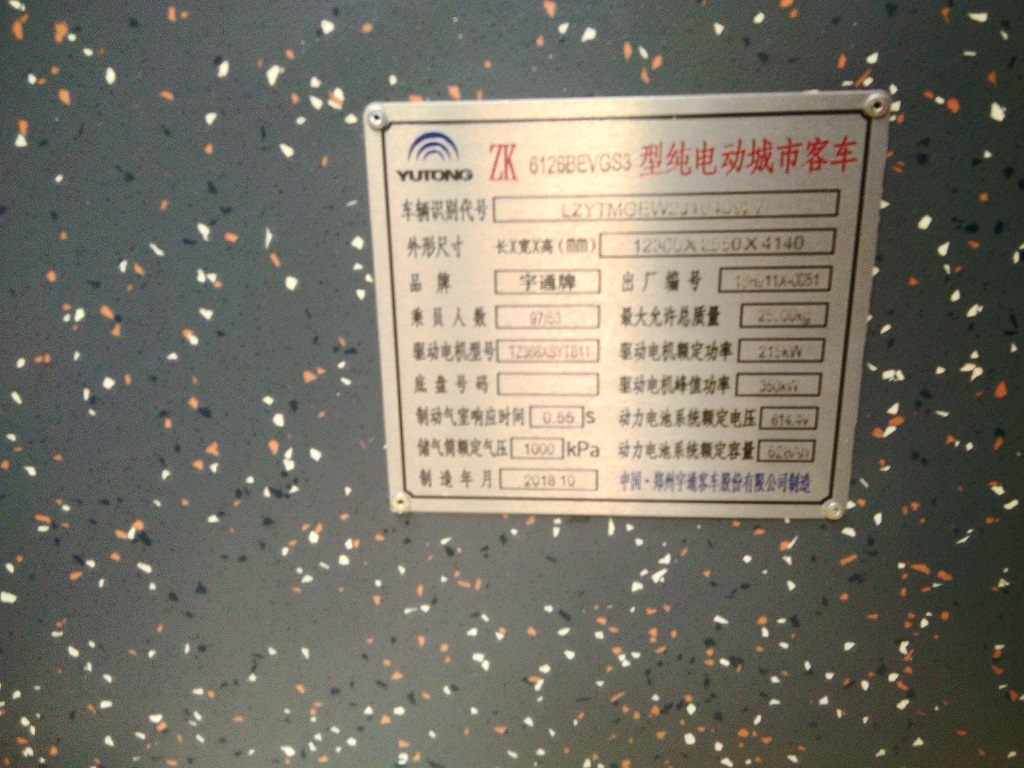 YUTONG ZK 6126BEVGS3 型纯电动城市客车
车辆识别代号
外形尺寸 长X宽X高(mm) 4140
品牌 宇通牌 出厂编号
乘员人数 97/53 最大允许总质量
驱动电机型号 驱动电机额定功率 215kW
底盘号码 驱动电机峰值功率 350kW
制动气室响应时间 0.55 S 动力电池系统额定电压
储气筒额定气压 1000 kPa 动力电池系统额定容量
制造年月 2018 10 中国·郑州宇通客车股份有限公司制造